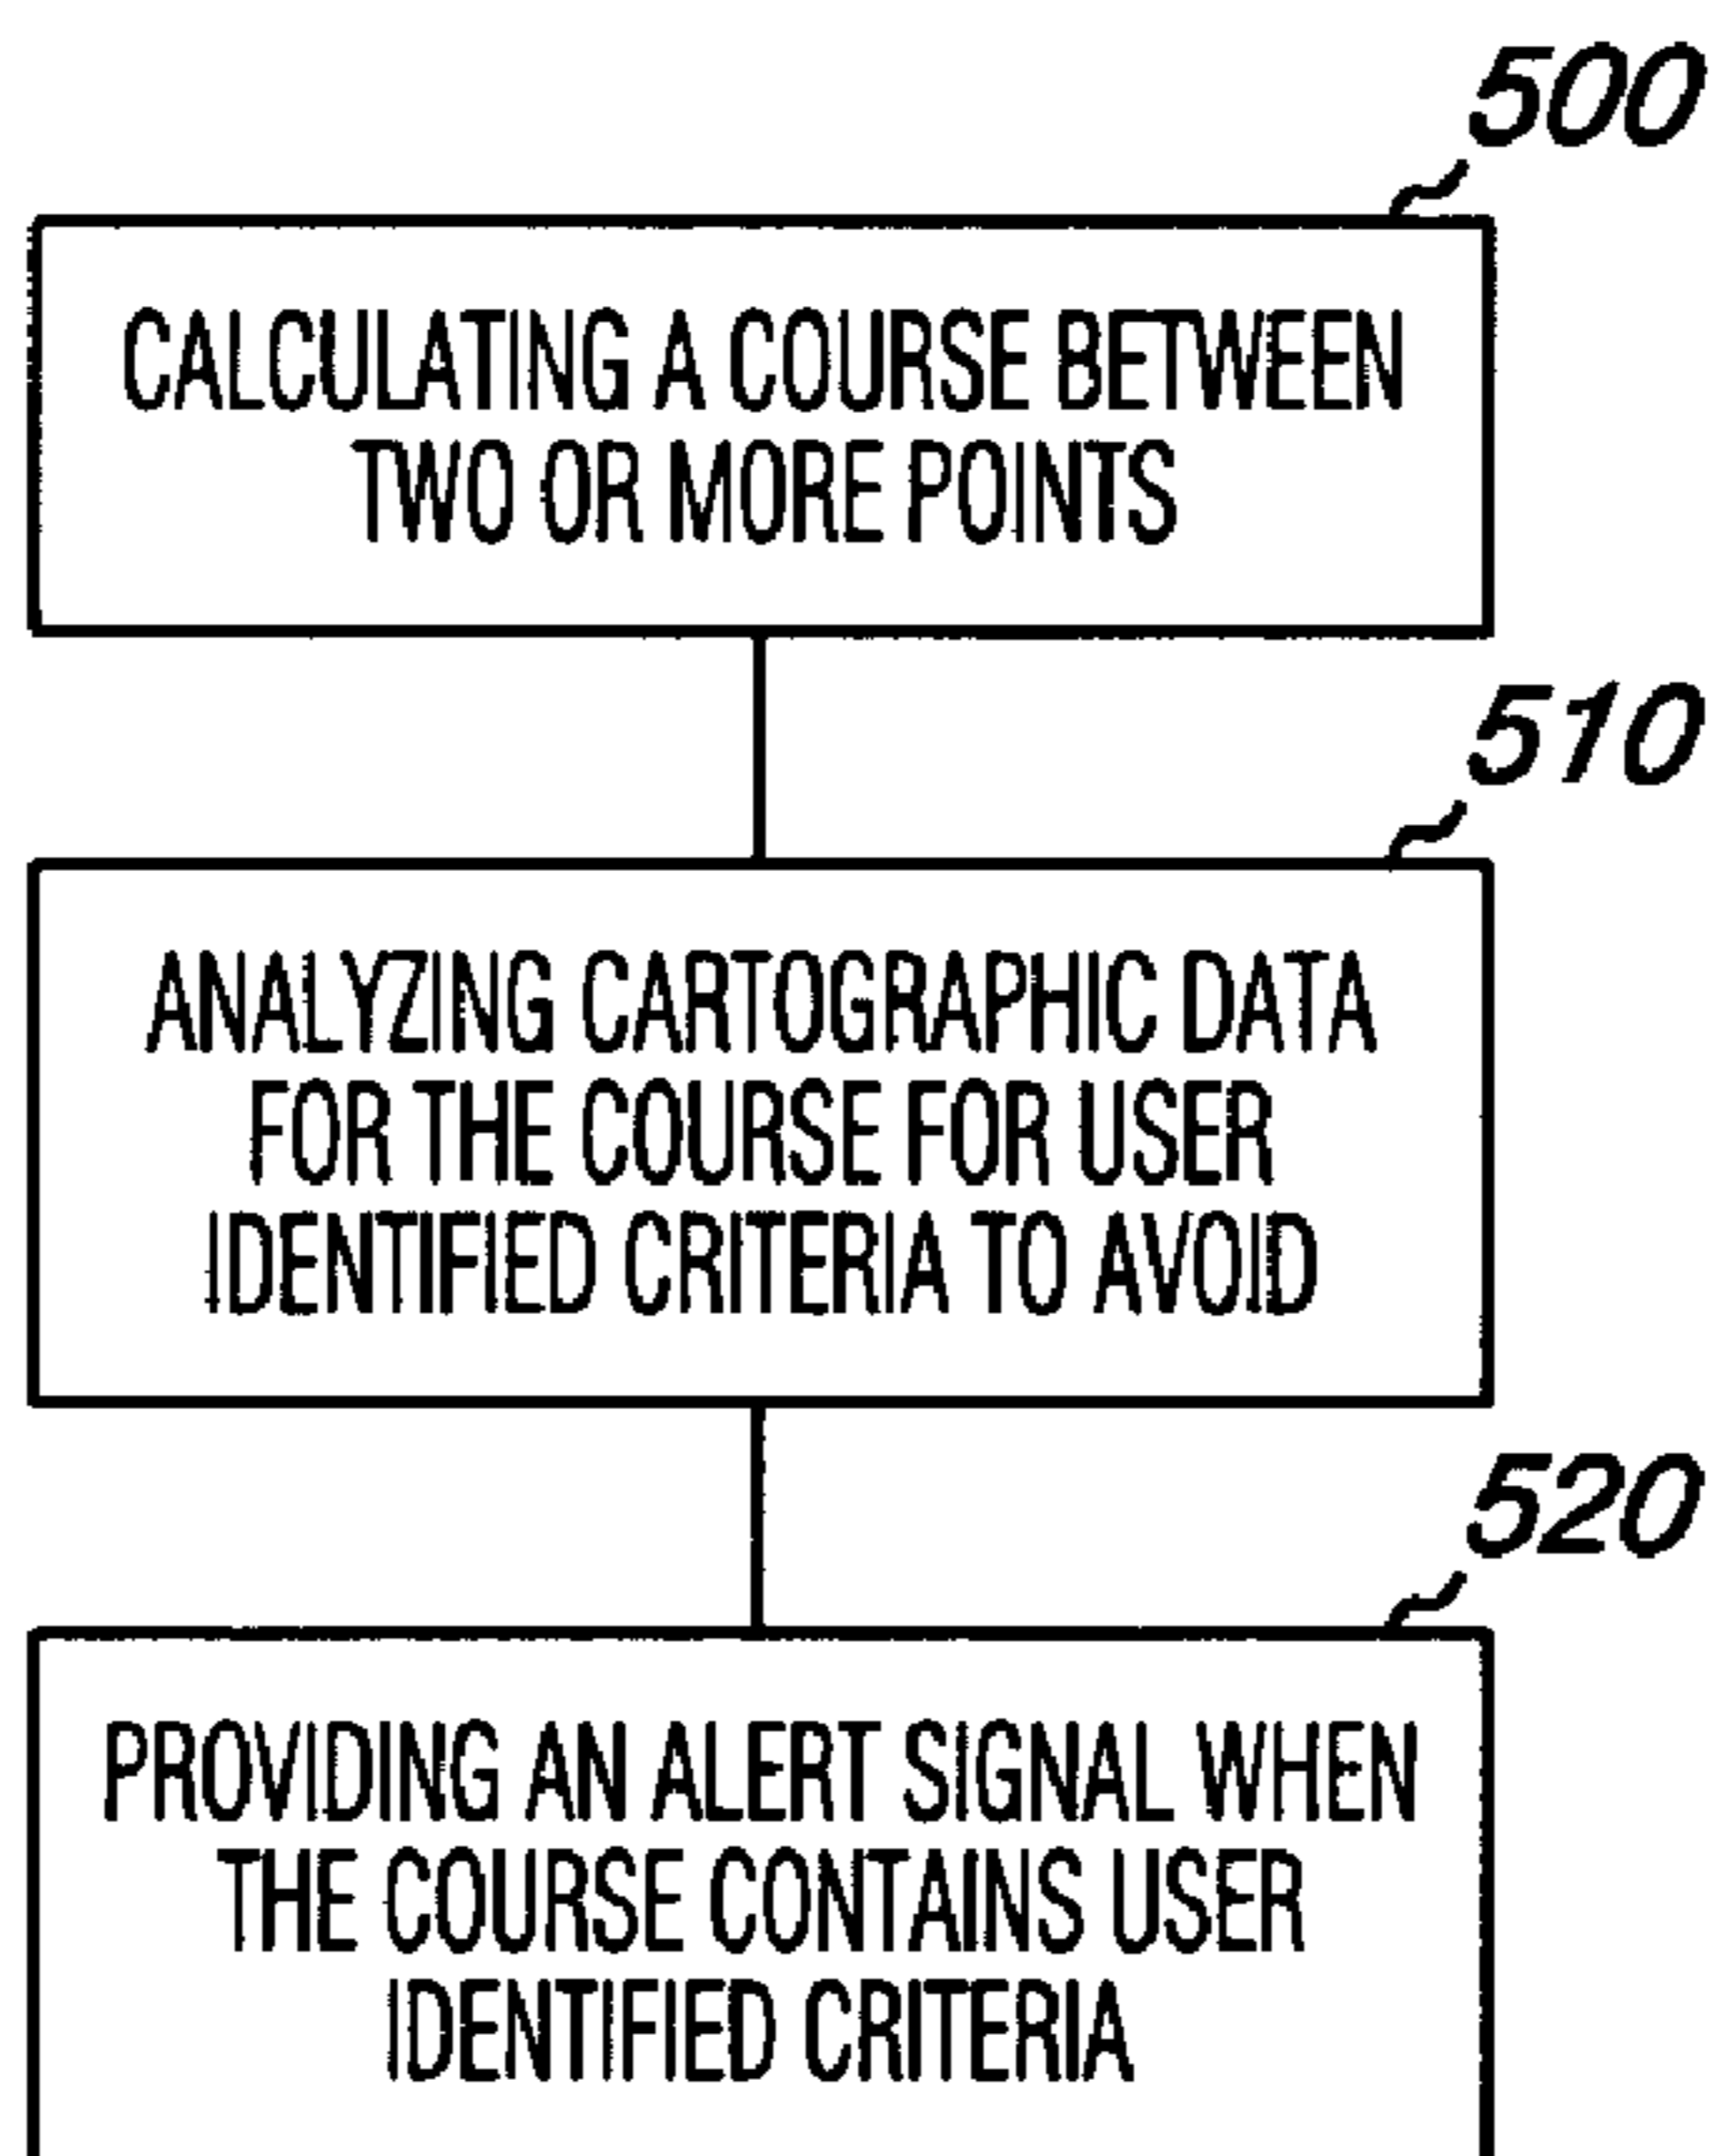 500
CALCULATING A COURSE BETWEEN
TWO OR MORE POINTS
510
ANALYZING CARTOGRAPHIC DATA
FOR THE COURSE FOR USER
IDENTIFIED CRITERIA TO AVOID
520
PROVIDING AN ALERT SIGNAL WHEN
THE COURSE CONTAINS USER
IDENTIFIED CRITERIA